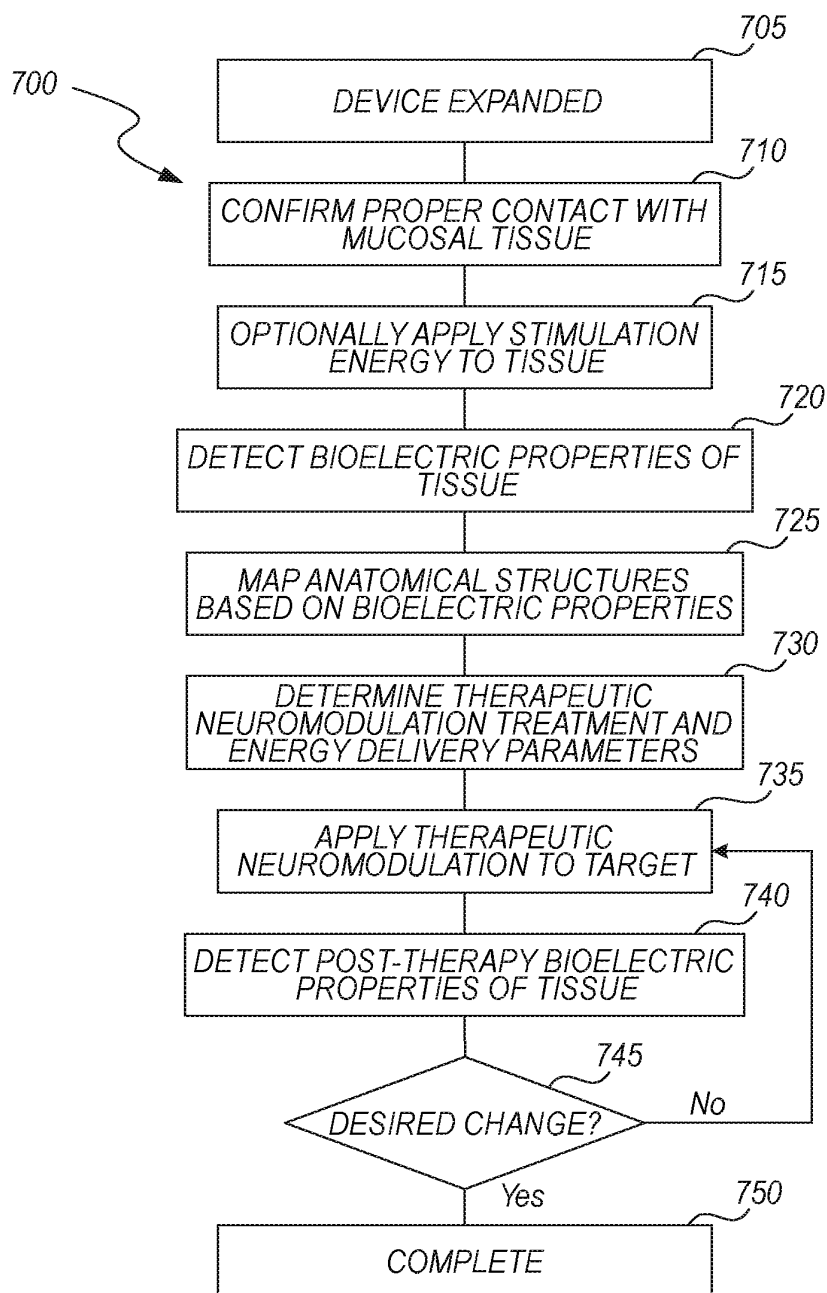 705
700
DEVICE EXPANDED
710
CONFIRM PROPER CONTACT WITH
MUCOSAL TISSUE
715
OPTIONALLY APPLY STIMULATION
ENERGY TO TISSUE
720
DETECT BIOELECTRIC PROPERTIES OF
TISSUE
725
MAP ANATOMICAL STRUCTURES
BASED ON BIOELECTRIC PROPERTIES
730
DETERMINE THERAPEUTIC
NEUROMODULATION TREATMENT AND
ENERGY DELIVERY PARAMETERS
735
APPLY THERAPEUTIC
NEUROMODULATION TO TARGET
740
DETECT POST-THERAPY BIOELECTRIC
PROPERTIES OF TISSUE
745
DESIRED CHANGE?
No
Yes
750
COMPLETE